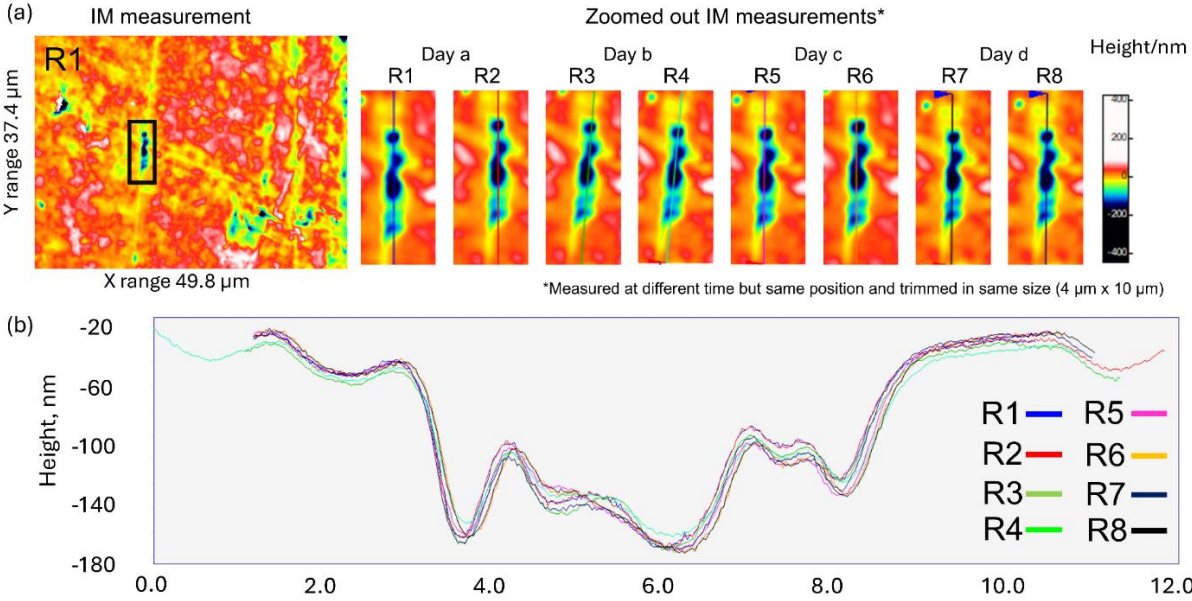 (a)
IM measurement
Zoomed out IM measurements*
Day a
Day b
Day c
Day d
Height/nm
R1
R1
R2
R3
R4
R5
R6
R7
R8
400
200
0
-200
-400
Y range 37.4 µm
X range 49.8 µm
*Measured at different time but same position and trimmed in same size (4 µm x 10 µm)
(b)
Height, nm
-20
-60
-100
-140
-180
0.0
2.0
4.0
6.0
8.0
10.0
12.0
R1
R5
R2
R6
R3
R7
R4
R8